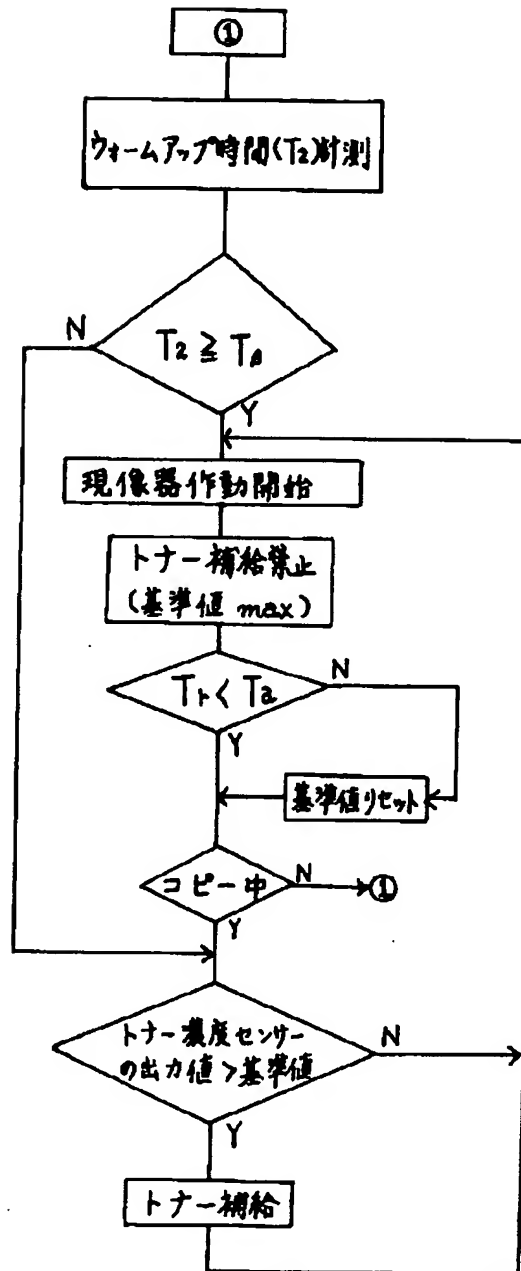 ①
ウォームアップ時間(T2)計測
T2 ≧ Ts
N
Y
現像器作動開始
トナー補給禁止
(基準値 max)
Tr < Ta
N
Y
基準値リセット
コピー中
N
①
Y
トナー濃度センサー
の出力値>基準値
N
Y
トナー補給